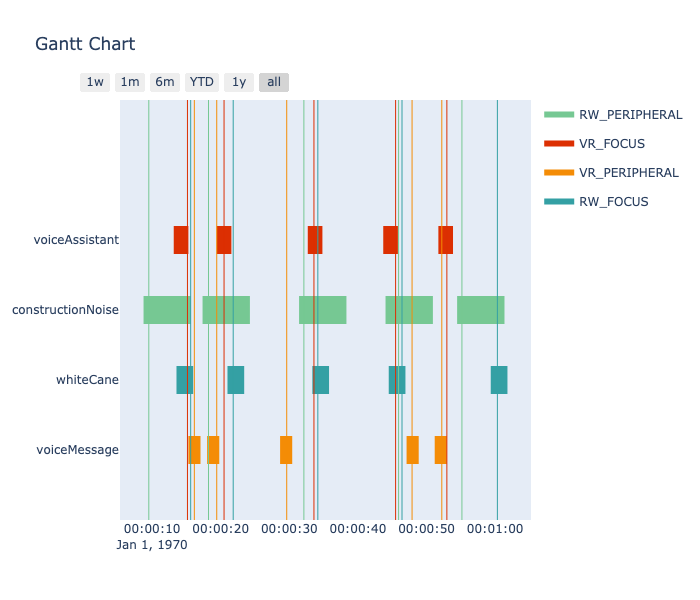 Gantt Chart
1w 1m 6m YTD 1y all
RW_PERIPHERAL
VR_FOCUS
VR_PERIPHERAL
RW_FOCUS
voiceAssistant
constructionNoise
whiteCane
voiceMessage
00:00:10 00:00:20 00:00:30 00:00:40 00:00:50 00:01:00
Jan 1, 1970